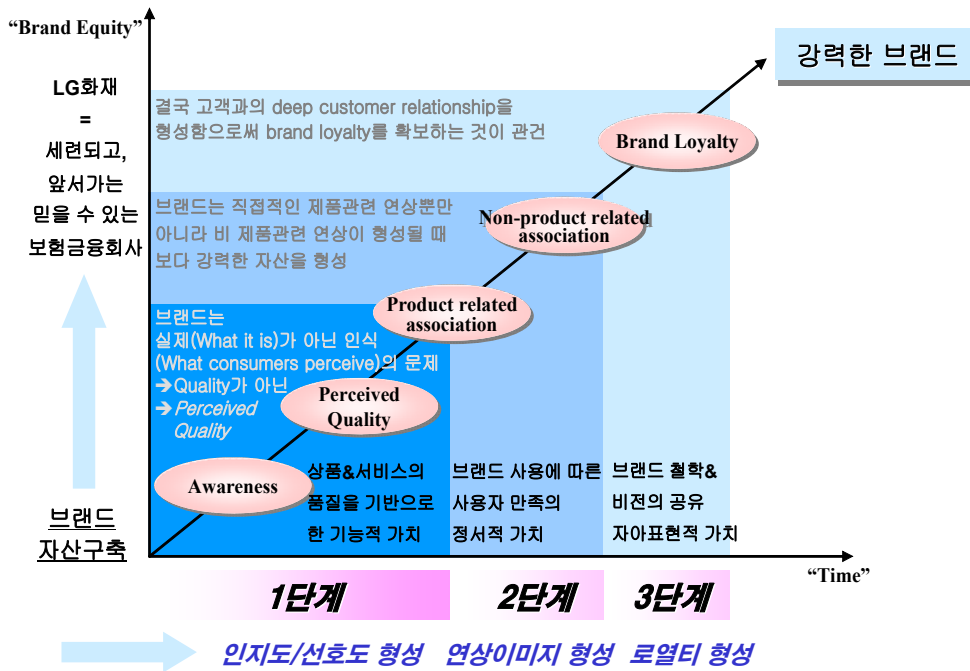 “Brand Equity”
강력한 브랜드
LG화재
=
세련되고,
앞서가는
믿을 수 있는
보험금융회사
결국 고객과의 deep customer relationship을
형성함으로써 brand loyalty를 확보하는 것이 관건
Brand Loyalty
브랜드는 직접적인 제품관련 연상뿐만
아니라 비 제품관련 연상이 형성될 때
보다 강력한 자산을 형성
Non-product related
association
Product related
association
브랜드는
실제(What it is)가 아닌 인식
(What consumers perceive)의 문제
➔Quality가 아닌
➔Perceived
Quality
Perceived
Quality
Awareness
상품&서비스의
품질을 기반으로
한 기능적 가치
브랜드 사용에 따른
사용자 만족의
정서적 가치
브랜드 철학&
비전의 공유
자아표현적 가치
브랜드
자산구축
“Time”
1단계
2단계
3단계
인지도/선호도 형성
연상이미지 형성
로열티 형성